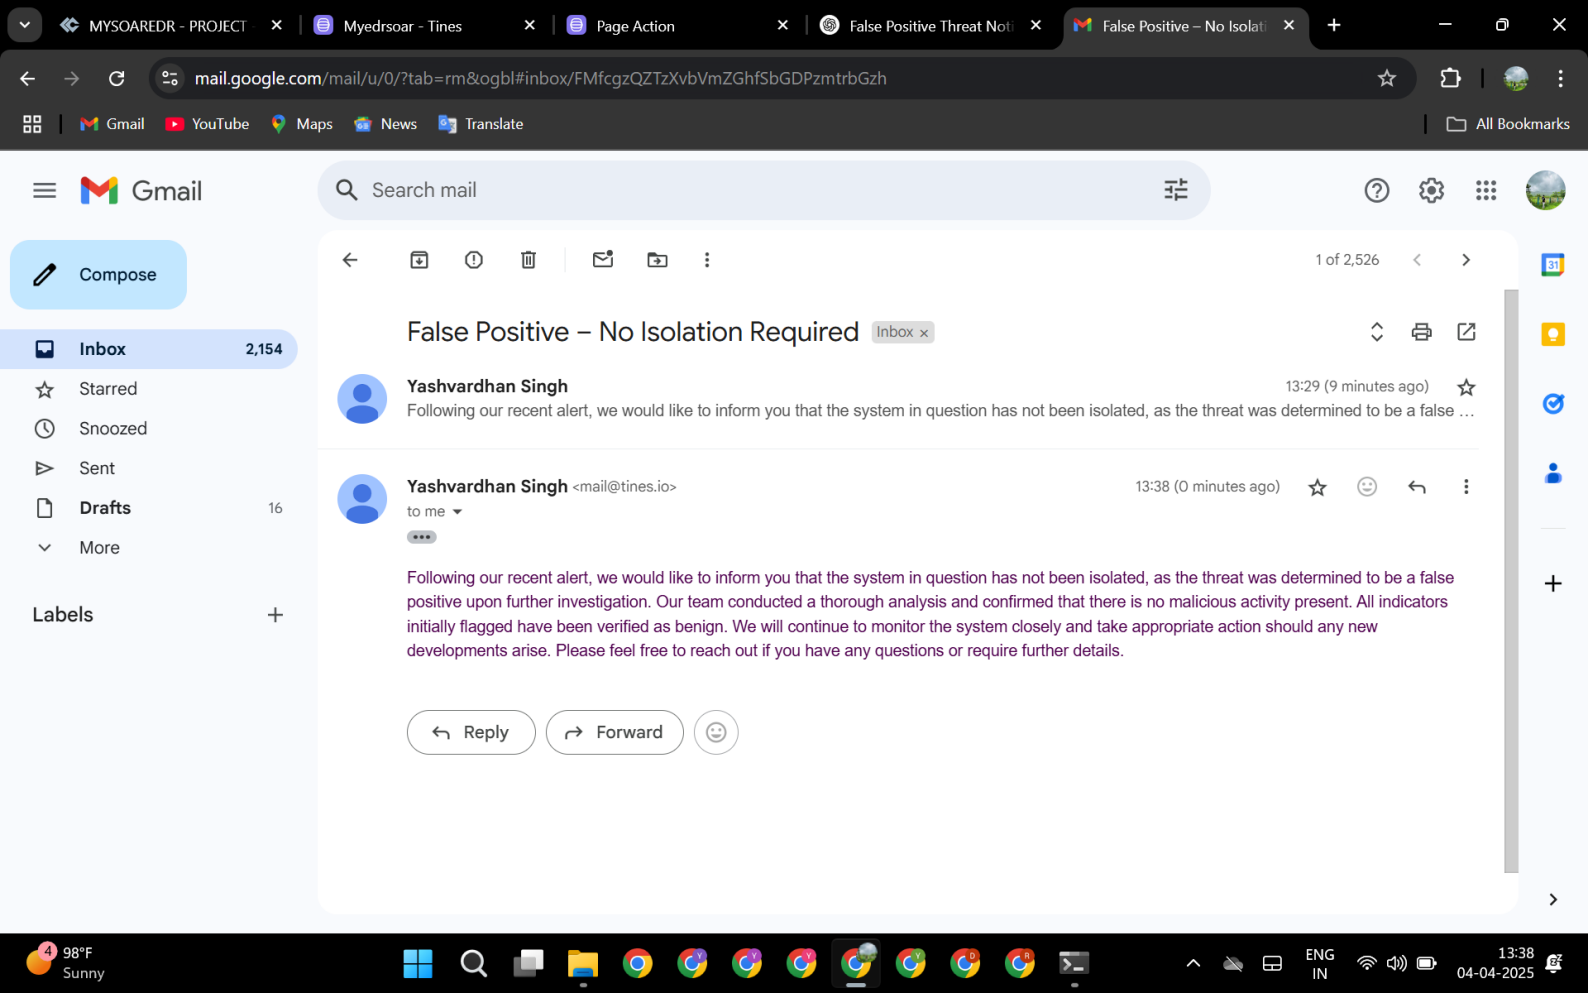 MYSOAREDR - PROJECT
Myedrsoar - Tines
Page Action
False Positive Threat Noti
False Positive – No Isolati
mail.google.com/mail/u/0/?tab=rm&ogbl#inbox/FMfcgzQZTzXvbVmZGhfSbGDPzmtrbGzh
Gmail
YouTube
Maps
News
Translate
All Bookmarks
Gmail
Search mail
Compose
1 of 2,526
False Positive – No Isolation Required
Inbox ×
Inbox 2,154
Starred
Snoozed
Sent
Drafts 16
More
Labels
Yashvardhan Singh
13:29 (9 minutes ago)
Following our recent alert, we would like to inform you that the system in question has not been isolated, as the threat was determined to be a false …
Yashvardhan Singh <mail@tines.io>
13:38 (0 minutes ago)
to me
Following our recent alert, we would like to inform you that the system in question has not been isolated, as the threat was determined to be a false
positive upon further investigation. Our team conducted a thorough analysis and confirmed that there is no malicious activity present. All indicators
initially flagged have been verified as benign. We will continue to monitor the system closely and take appropriate action should any new
developments arise. Please feel free to reach out if you have any questions or require further details.
Reply
Forward
31
4
98°F
Sunny
Y
Y
Y
Y
D
R
ENG
IN
13:38
04-04-2025